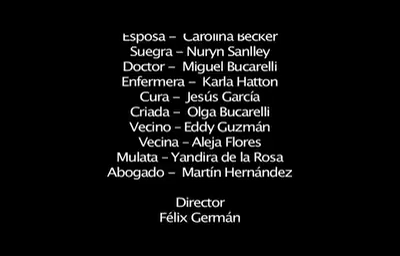 Esposa – Carolina Becker
Suegra – Nuryn Sanlley
Doctor – Miguel Bucarelli
Enfermera – Karla Hatton
Cura – Jesús García
Criada – Olga Bucarelli
Vecino – Eddy Guzmán
Vecina – Aleja Flores
Mulata – Yandira de la Rosa
Abogado – Martín Hernández
Director
Félix Germán